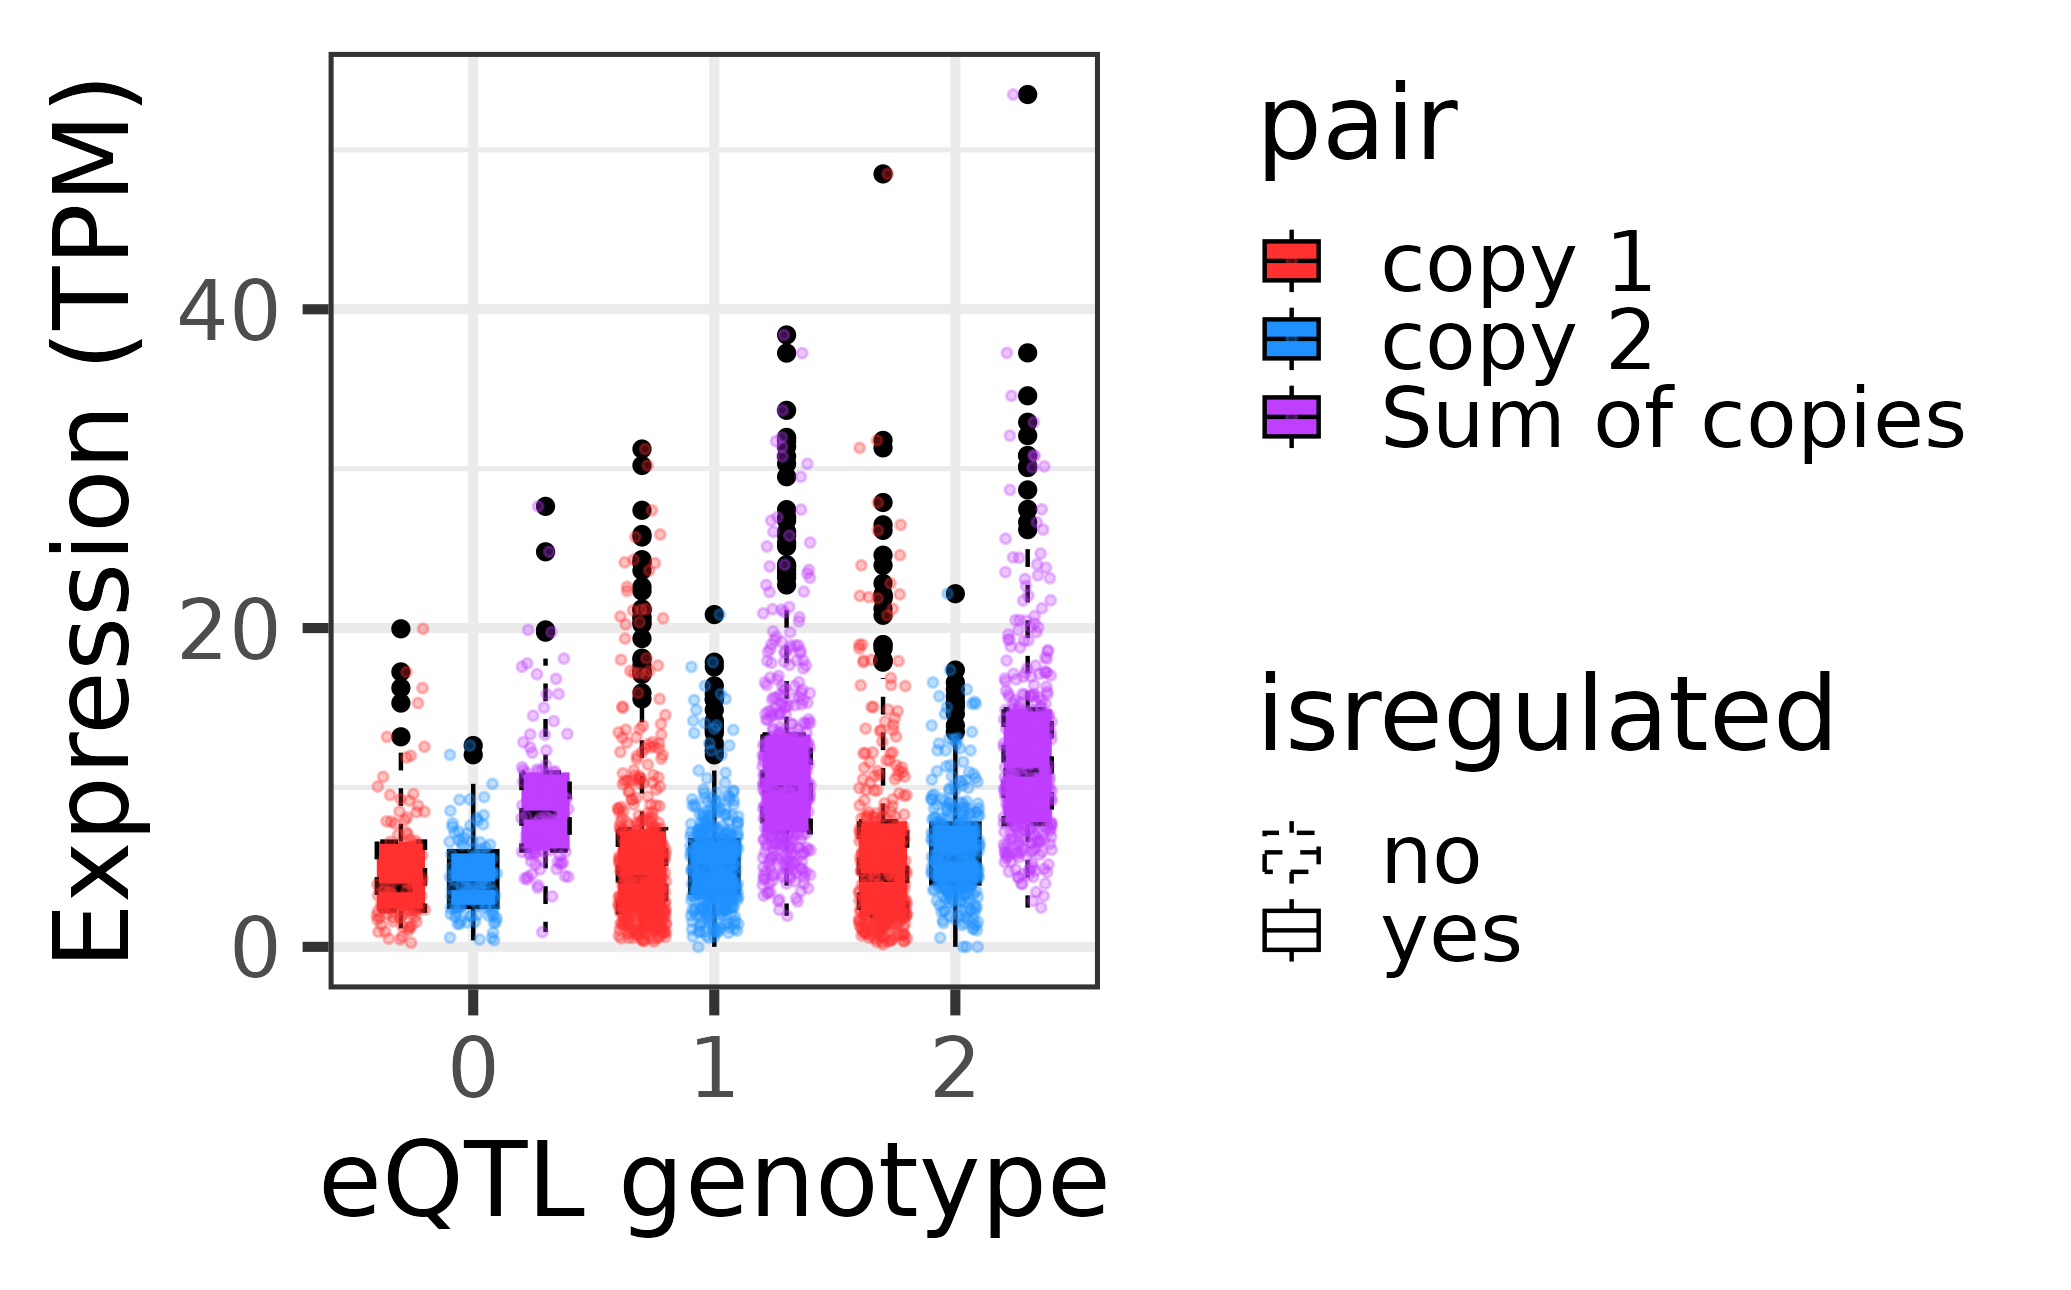 Expression (TPM)
40
20
0
0 1 2
eQTL genotype
pair
copy 1
copy 2
Sum of copies
isregulated
no
yes